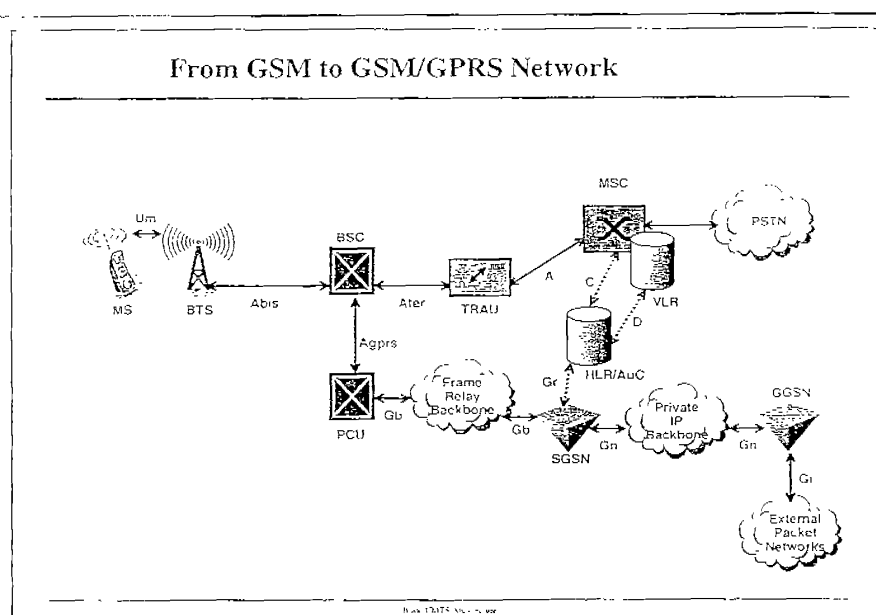 From GSM to GSM/GPRS Network
MSC
PSTN
Um
BSC
MS
BTS
Abis
Ater
TRAU
A
C
VLR
D
Agprs
HLR/AuC
Gr
PCU
Gb
Frame
Relay
Backbone
Gb
SGSN
Gn
Private
IP
Backbone
Gn
GGSN
Gi
External
Packet
Networks